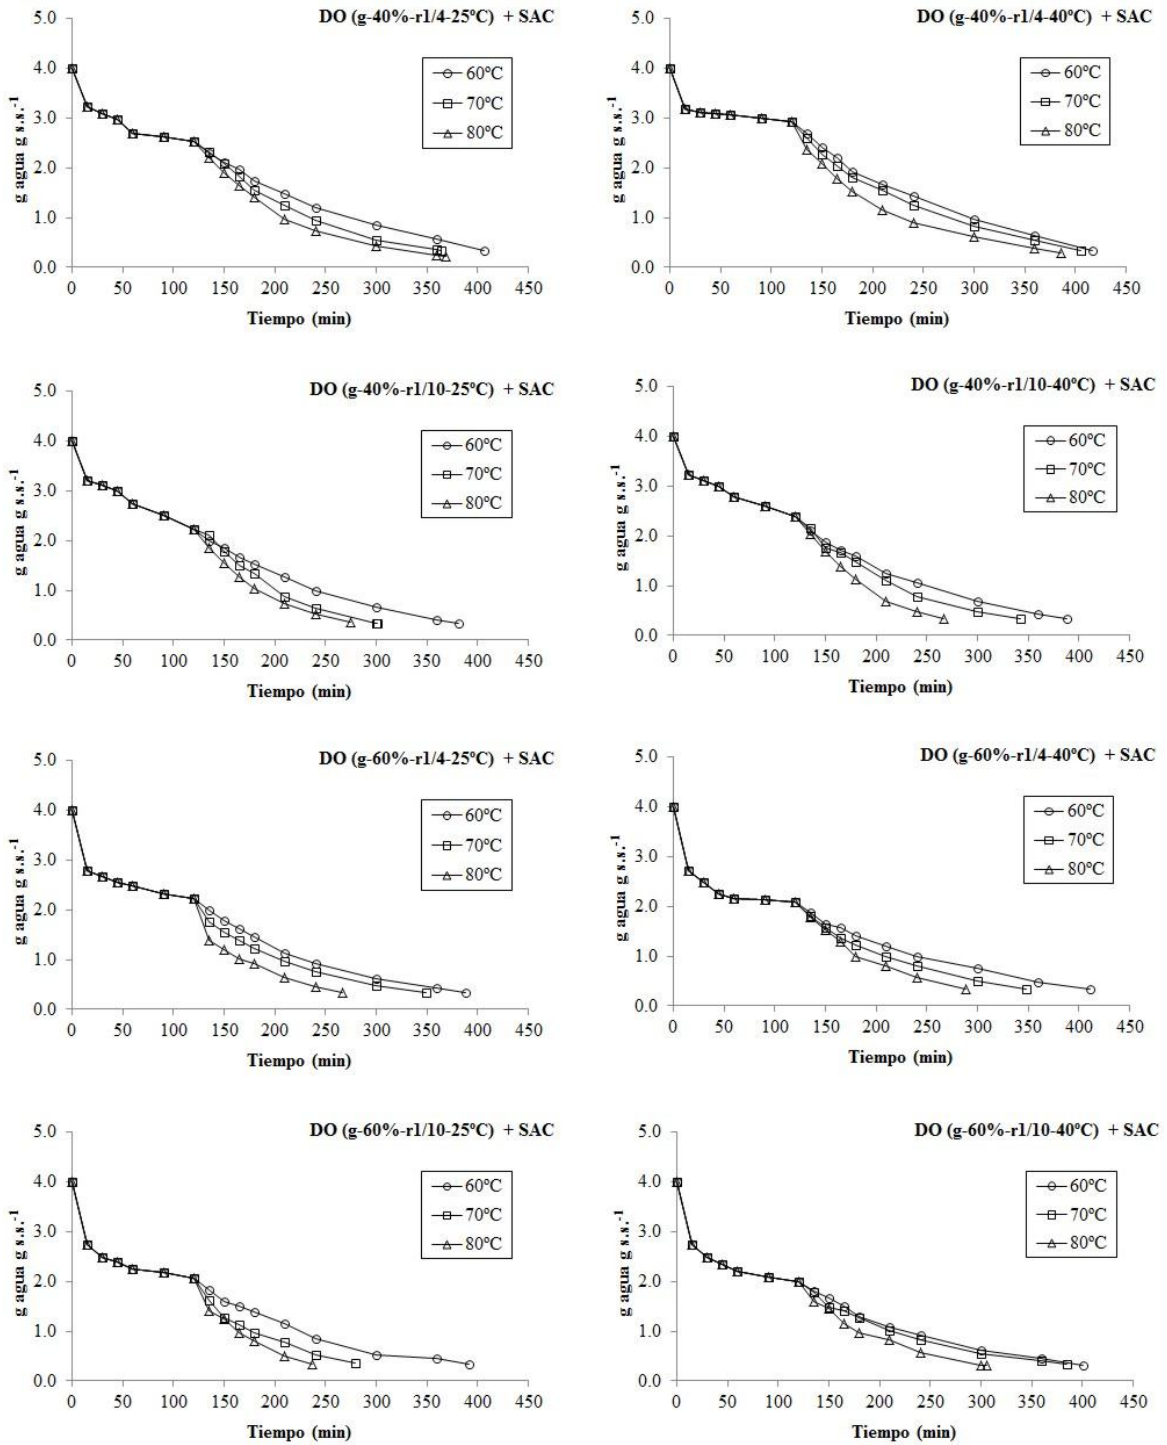 DO (g-40%-r1/4-25ºC) + SAC
5.0
4.0
3.0
2.0
1.0
0.0
g agua g s.s.-1
60ºC
70ºC
80ºC
0 50 100 150 200 250 300 350 400 450
Tiempo (min)
DO (g-40%-r1/4-40ºC) + SAC
5.0
4.0
3.0
2.0
1.0
0.0
g agua g s.s.-1
60ºC
70ºC
80ºC
0 50 100 150 200 250 300 350 400 450
Tiempo (min)
DO (g-40%-r1/10-25ºC) + SAC
5.0
4.0
3.0
2.0
1.0
0.0
g agua g s.s.-1
60ºC
70ºC
80ºC
0 50 100 150 200 250 300 350 400 450
Tiempo (min)
DO (g-40%-r1/10-40ºC) + SAC
5.0
4.0
3.0
2.0
1.0
0.0
g agua g s.s.-1
60ºC
70ºC
80ºC
0 50 100 150 200 250 300 350 400 450
Tiempo (min)
DO (g-60%-r1/4-25ºC) + SAC
5.0
4.0
3.0
2.0
1.0
0.0
g agua g s.s.-1
60ºC
70ºC
80ºC
0 50 100 150 200 250 300 350 400 450
Tiempo (min)
DO (g-60%-r1/4-40ºC) + SAC
5.0
4.0
3.0
2.0
1.0
0.0
g agua g s.s.-1
60ºC
70ºC
80ºC
0 50 100 150 200 250 300 350 400 450
Tiempo (min)
DO (g-60%-r1/10-25ºC) + SAC
5.0
4.0
3.0
2.0
1.0
0.0
g agua g s.s.-1
60ºC
70ºC
80ºC
0 50 100 150 200 250 300 350 400 450
Tiempo (min)
DO (g-60%-r1/10-40ºC) + SAC
5.0
4.0
3.0
2.0
1.0
0.0
g agua g s.s.-1
60ºC
70ºC
80ºC
0 50 100 150 200 250 300 350 400 450
Tiempo (min)